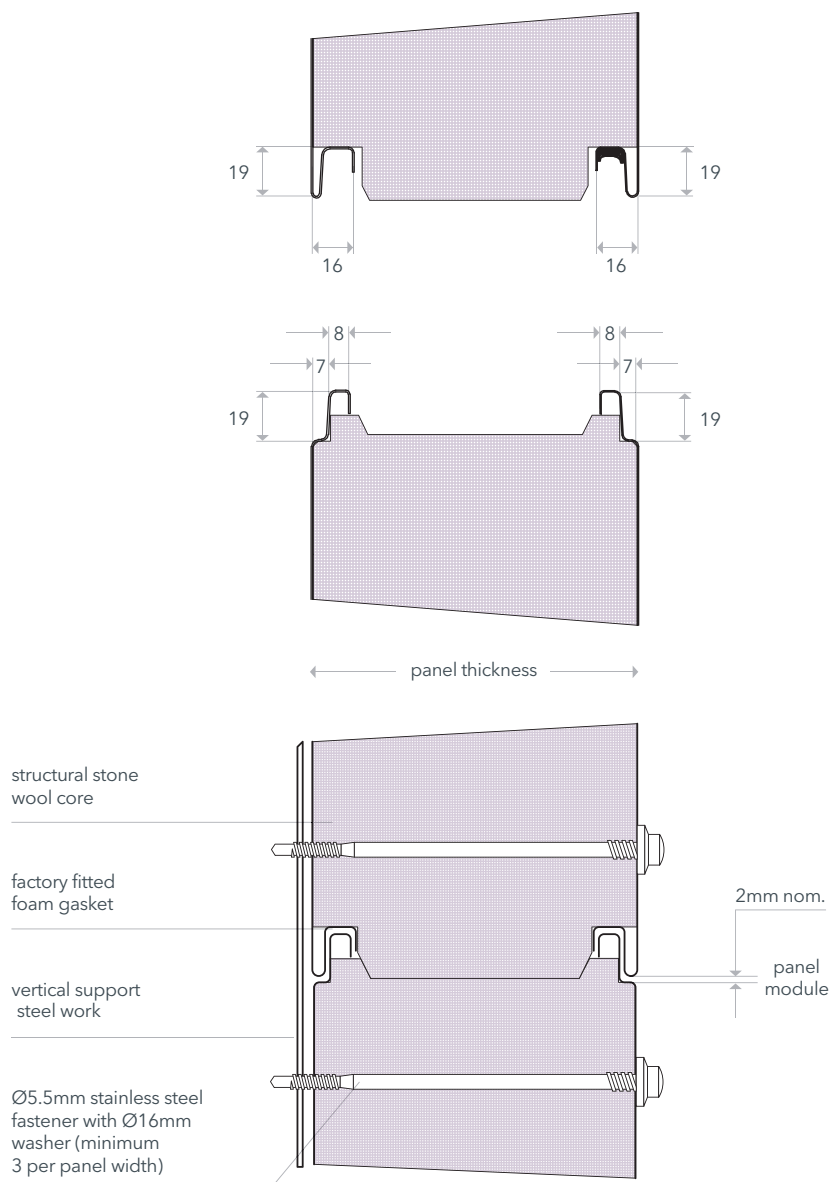 19
19
16
16
8
8
7
7
19
19
panel thickness
structural stone
wool core
factory fitted
foam gasket
2mm nom.
panel
module
vertical support
steel work
Ø5.5mm stainless steel
fastener with Ø16mm
washer (minimum
3 per panel width)